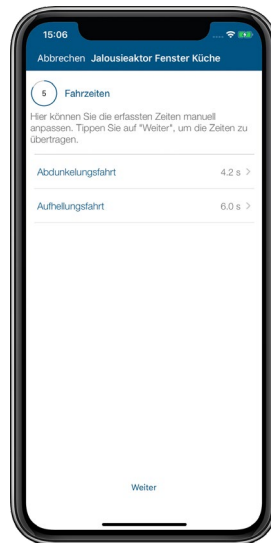 15:06
Abbrechen Jalousieaktor Fenster Küche
5 Fahrzeiten
Hier können Sie die erfassten Zeiten manuell
anpassen. Tippen Sie auf "Weiter", um die Zeiten zu
übertragen.
Abdunkelungsfahrt 4.2 s >
Aufhellungsfahrt 6.0 s >
Weiter